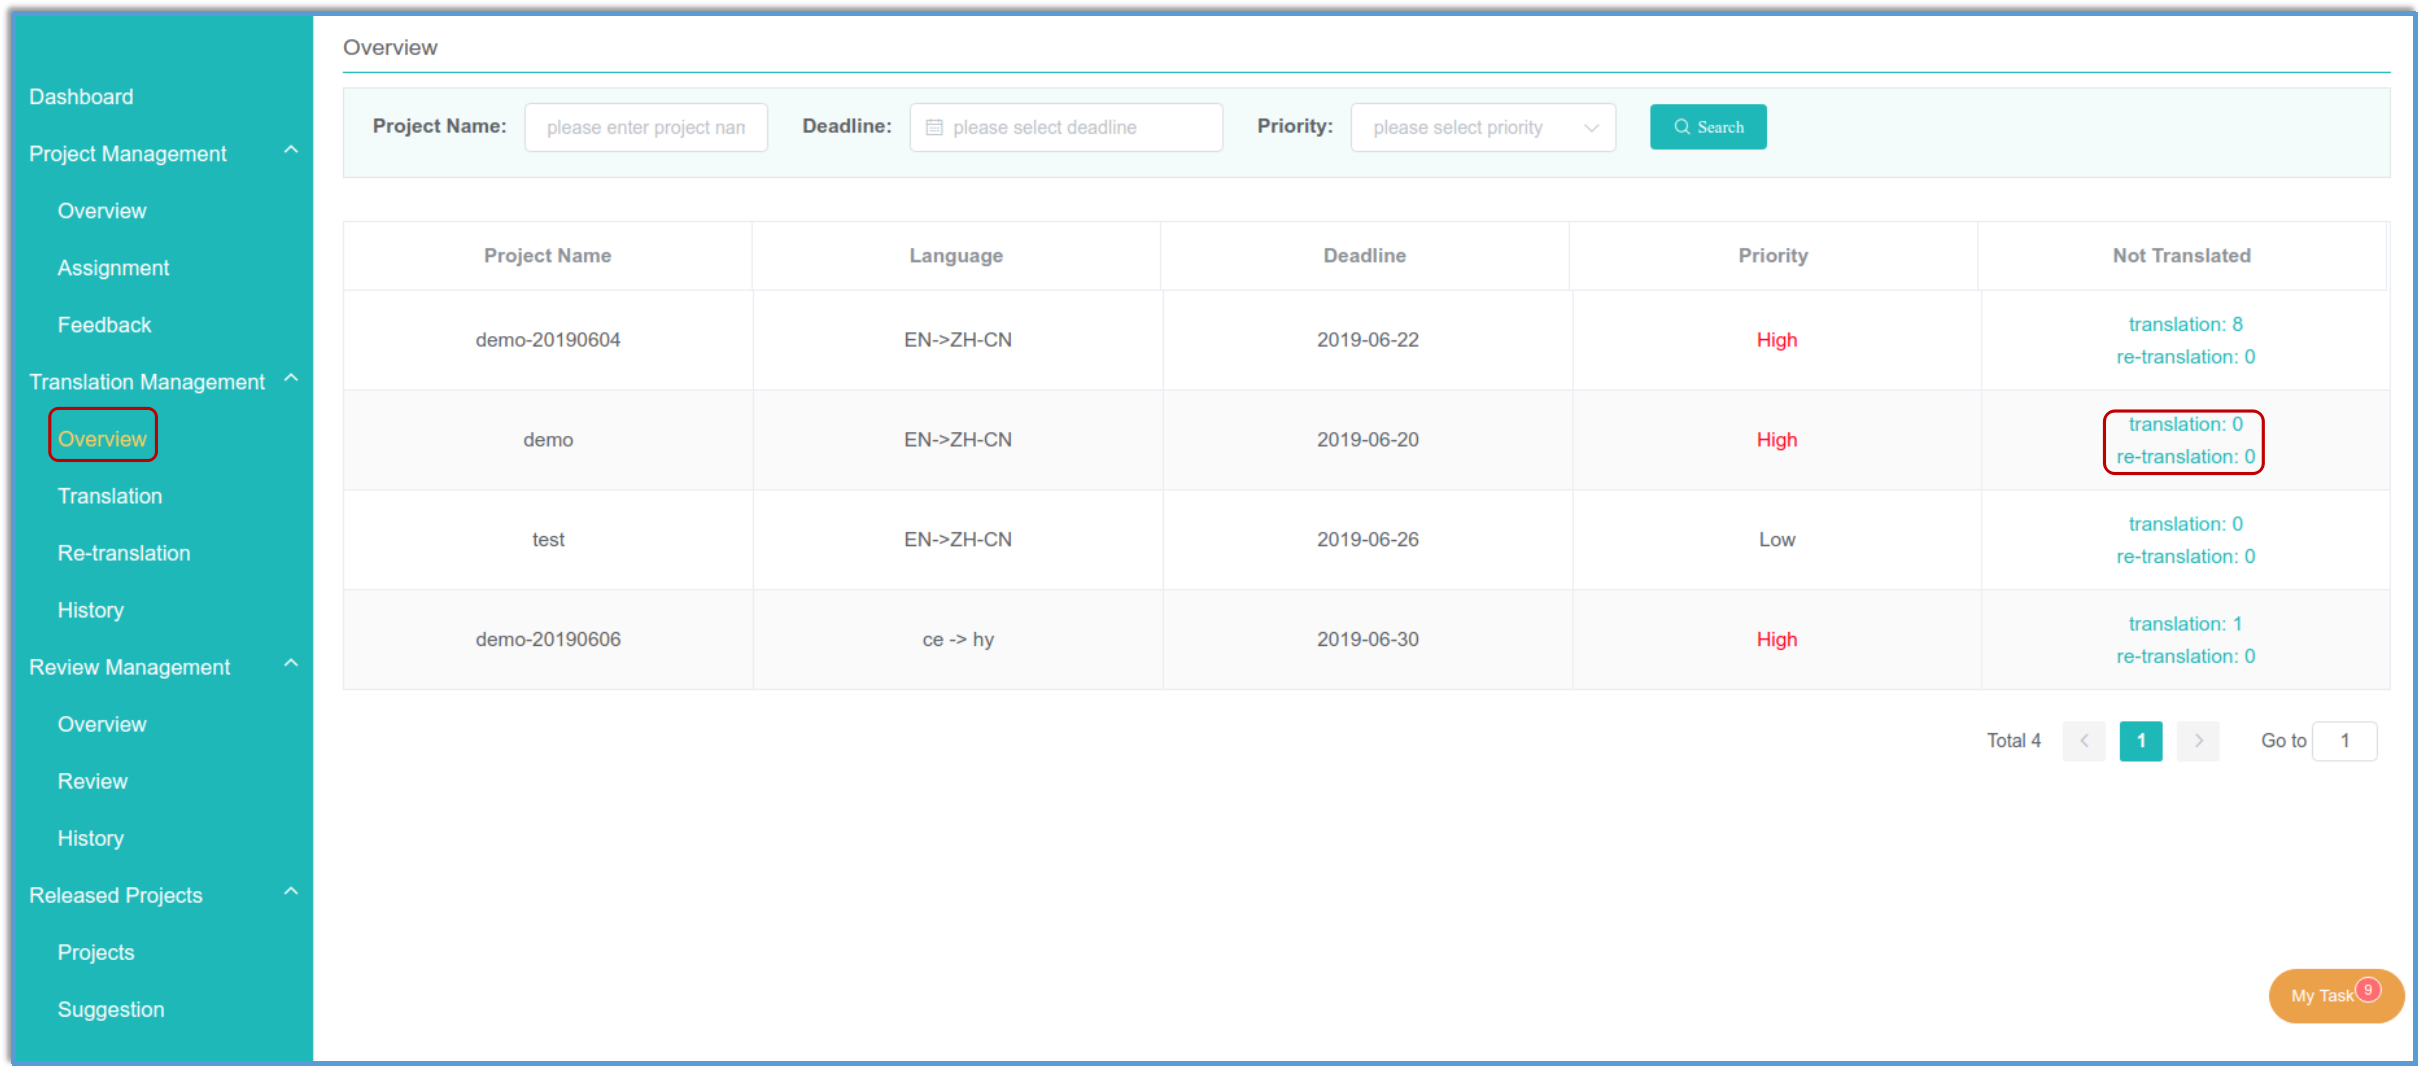 Dashboard
Project Management
Overview
Assignment
Feedback
Translation Management
Overview
Translation
Re-translation
History
Review Management
Overview
Review
History
Released Projects
Projects
Suggestion
Overview
Project Name: please enter project nan Deadline: please select deadline Priority: please select priority Search
Project Name Language Deadline Priority Not Translated
demo-20190604 EN->ZH-CN 2019-06-22 High translation: 8
re-translation: 0
demo EN->ZH-CN 2019-06-20 High translation: 0
re-translation: 0
test EN->ZH-CN 2019-06-26 Low translation: 0
re-translation: 0
demo-20190606 ce -> hy 2019-06-30 High translation: 1
re-translation: 0
Total 4 < 1 > Go to 1
My Task 9